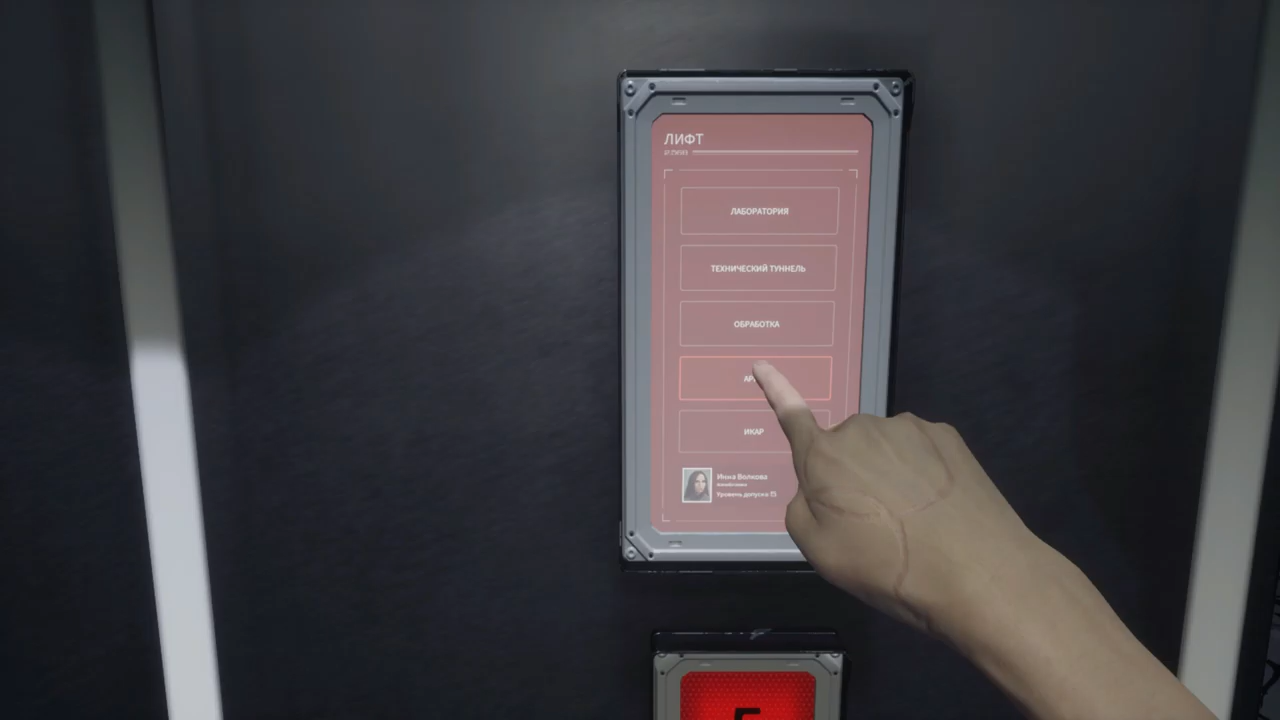 ЛИФТ
ЛАБОРАТОРИЯ
ТЕХНИЧЕСКИЙ ТУННЕЛЬ
ОБРАБОТКА
ИКАР
Инна Волкова
Уровень допуска